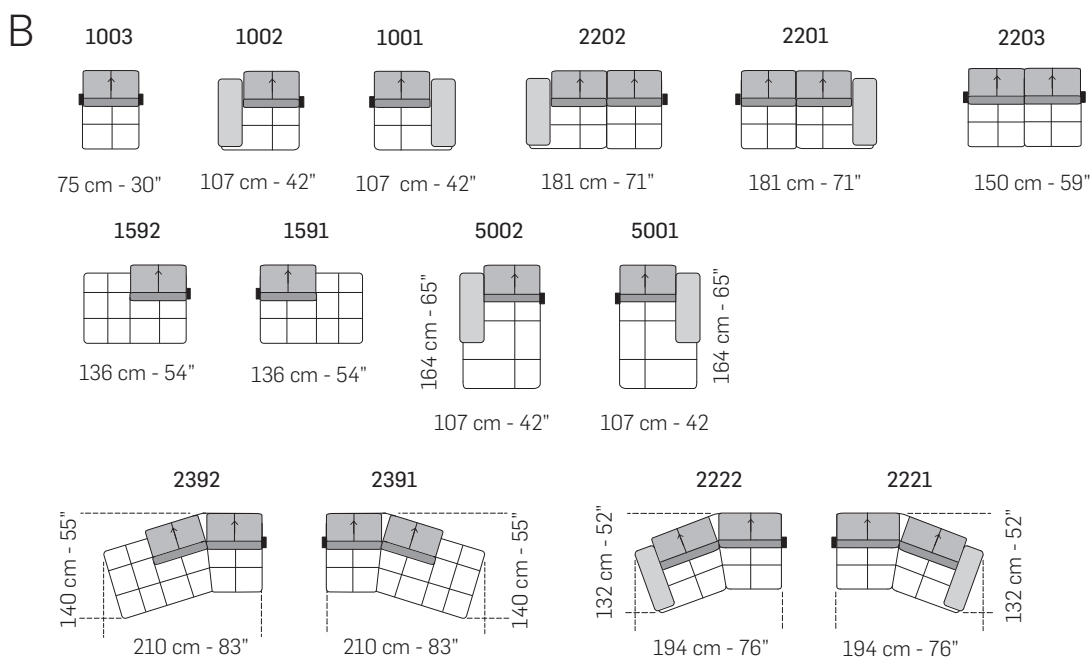 B
1003 1002 1001 2202 2201 2203
75 cm - 30” 107 cm - 42” 107 cm - 42” 181 cm - 71” 181 cm - 71” 150 cm - 59”
1592 1591 5002 5001
164 cm - 65” 164 cm - 65”
136 cm - 54” 136 cm - 54”
107 cm - 42” 107 cm - 42
2392 2391 2222 2221
140 cm - 55” 140 cm - 55” 132 cm - 52” 132 cm - 52”
210 cm - 83” 210 cm - 83” 194 cm - 76” 194 cm - 76”